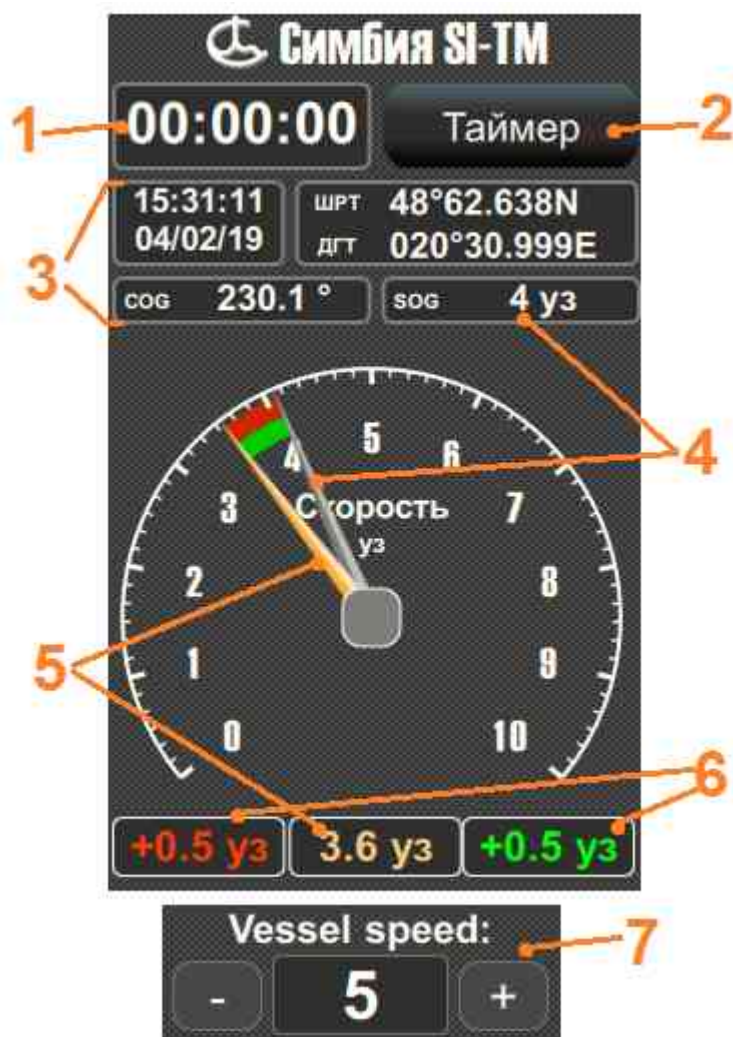 Симбия SI-TM
1
00:00:00
Таймер
2
3
15:31:11
04/02/19
ШРТ 48°62.638N
ДГТ 020°30.999E
COG 230.1 °
SOG 4 уз
4
0
1
2
3
4
5
6
7
8
9
10
Скорость
уз
5
6
+0.5 уз
3.6 уз
+0.5 уз
Vessel speed:
7
-
5
+